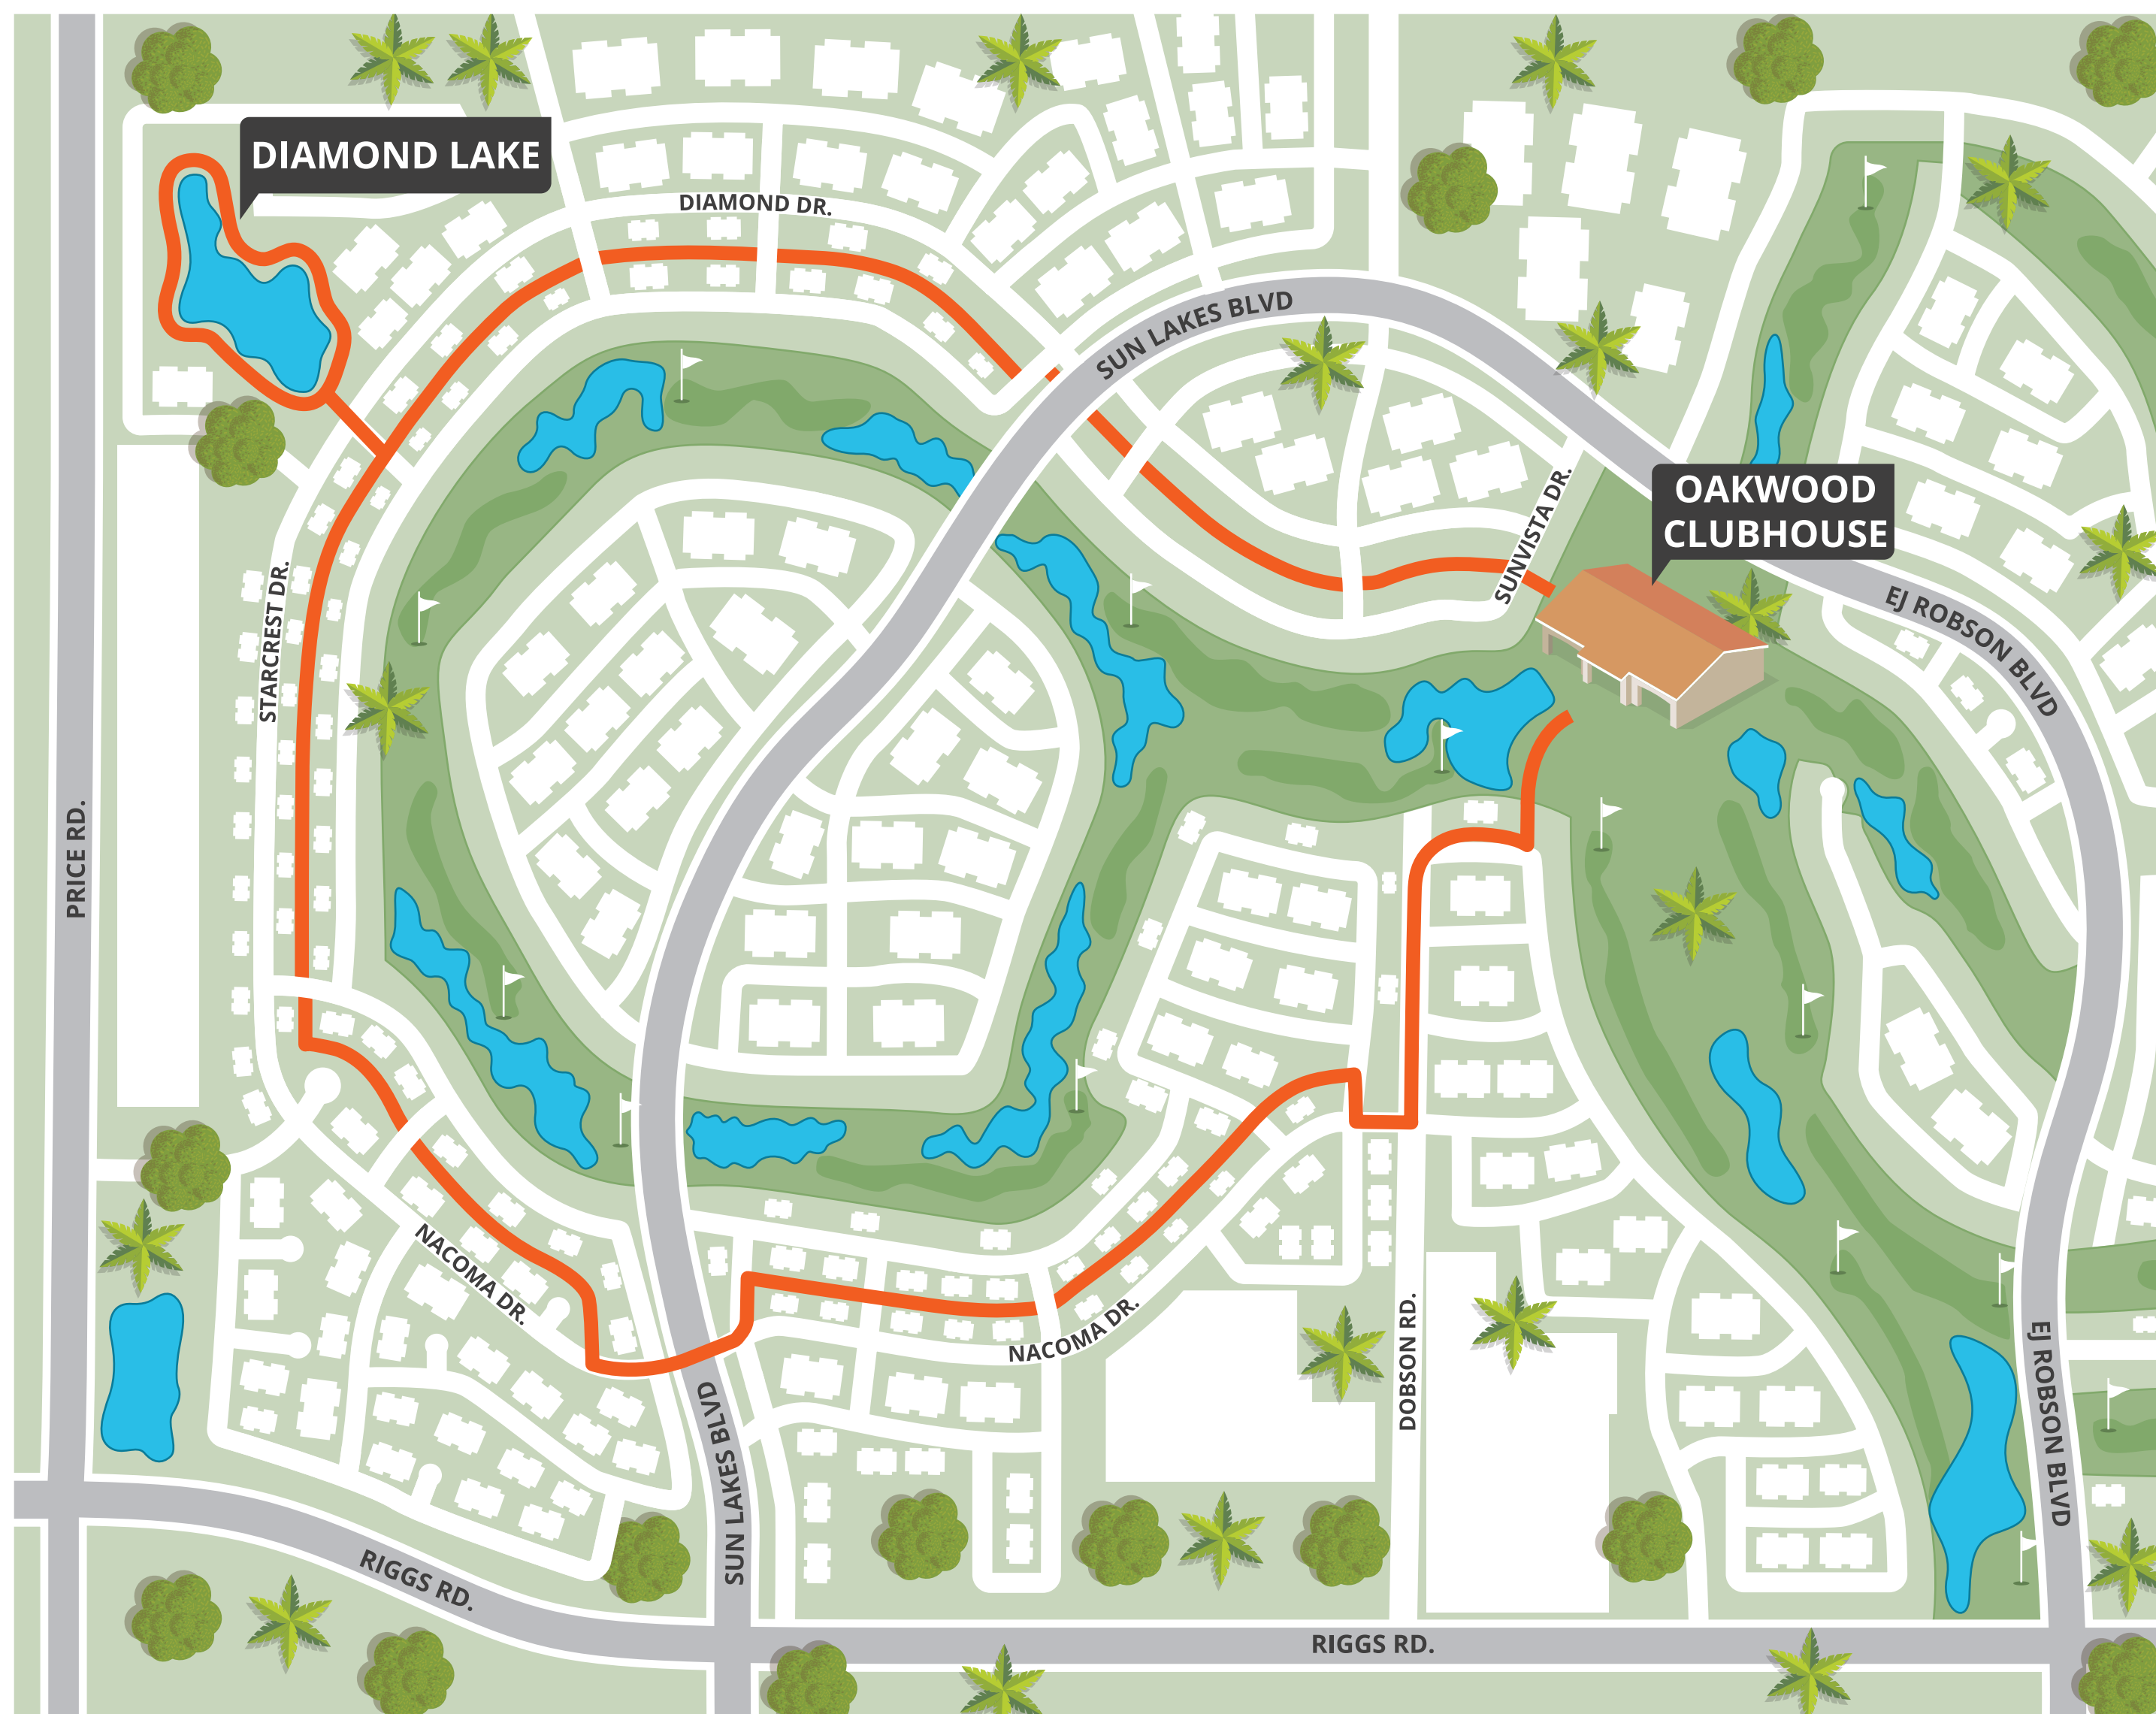 DIAMOND LAKE
DIAMOND DR.
SUN LAKES BLVD
OAKWOOD
CLUBHOUSE
SUNVISTA DR.
STARCREST DR.
EJ ROBSON BLVD
PRICE RD.
NACOMA DR.
NACOMA DR.
DOBSON RD.
EJ ROBSON BLVD
SUN LAKES BLVD
RIGGS RD.
RIGGS RD.